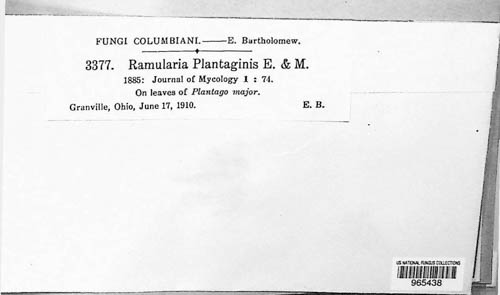 FUNGI COLUMBIANI.——E. Bartholomew.
3377. Ramularia Plantaginis E. & M.
1885: Journal of Mycology 1 : 74.
On leaves of Plantago major.
Granville, Ohio, June 17, 1910. E. B.
US NATIONAL FUNGUS COLLECTIONS
965438